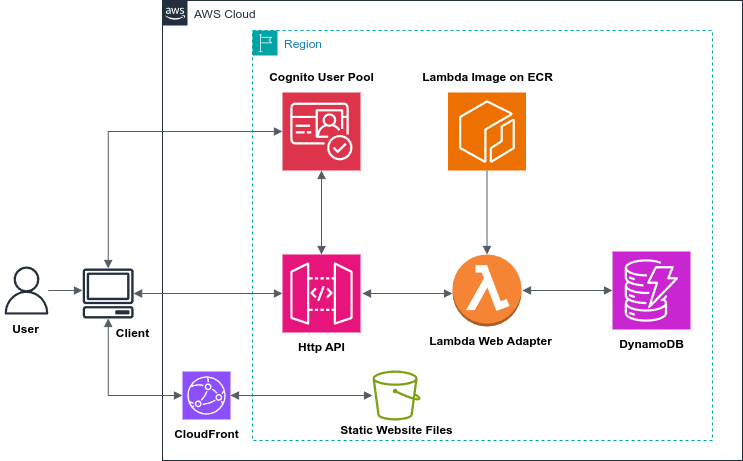 aws
AWS Cloud
Region
Cognito User Pool
Lambda Image on ECR
User
Client
Http API
Lambda Web Adapter
DynamoDB
CloudFront
Static Website Files